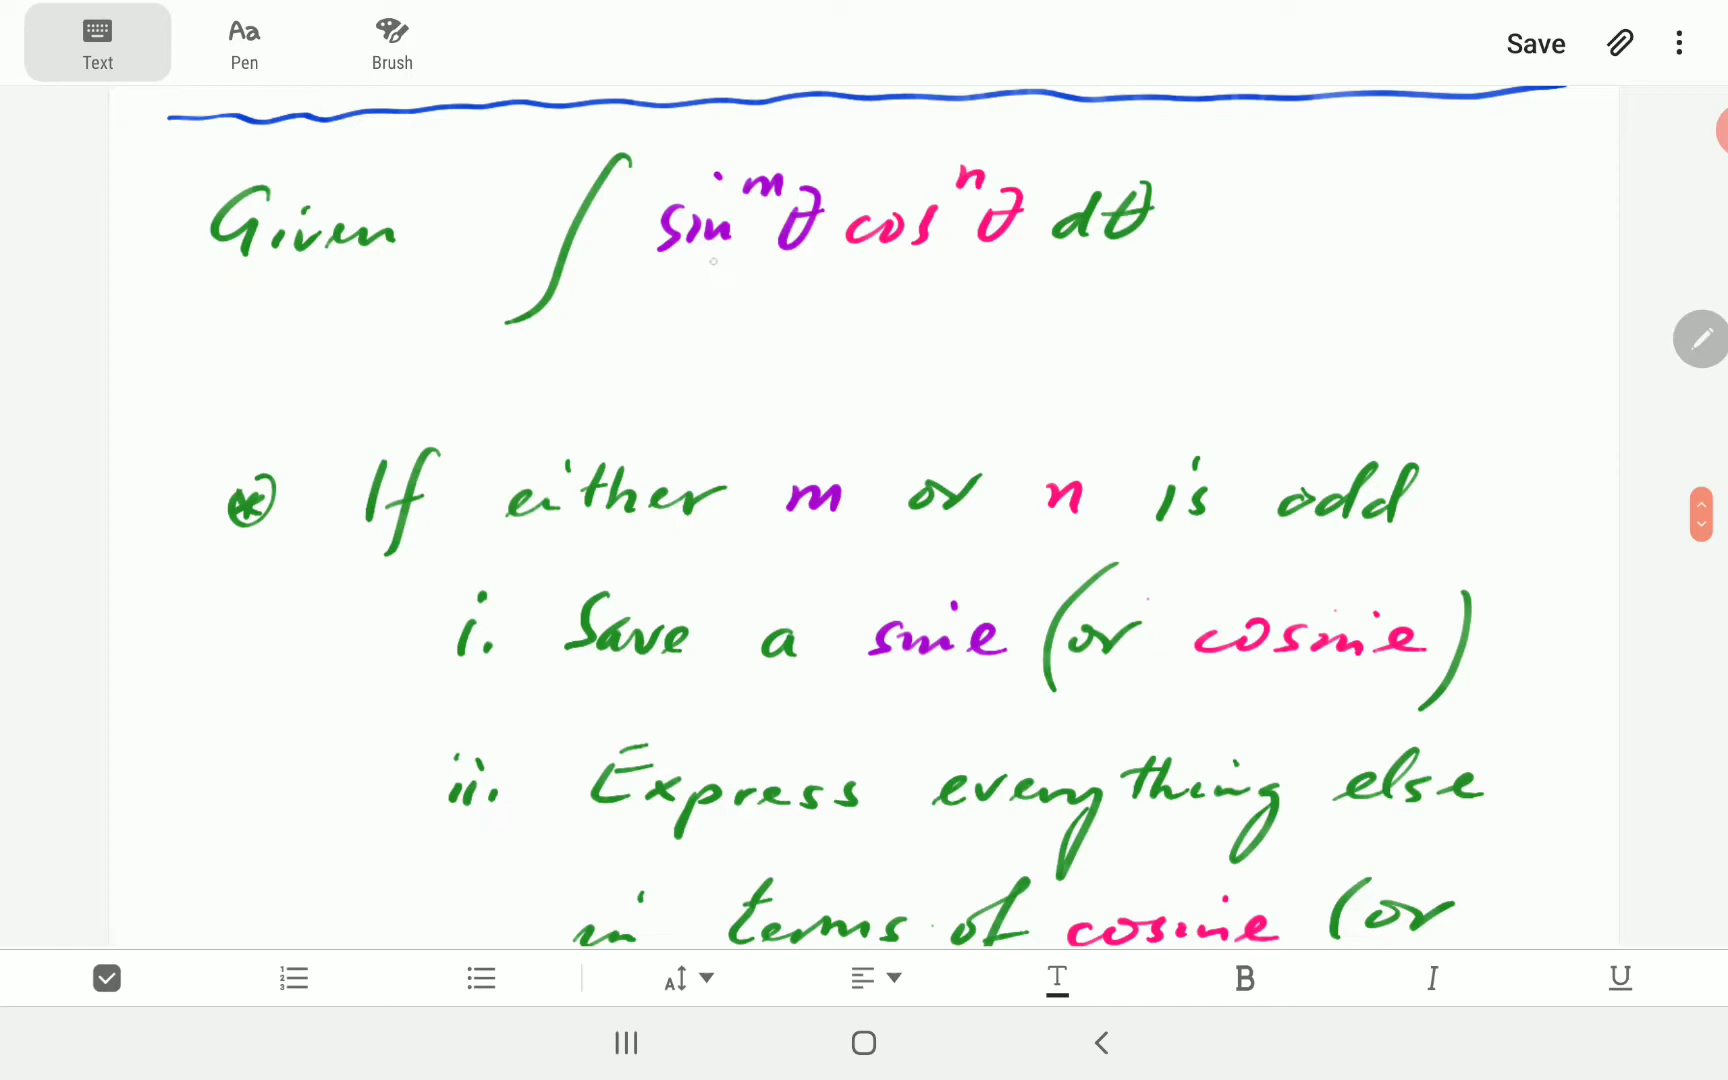 Text
Aa
Pen
Brush
Save
Given ∫ sin^m θ cos^n θ dθ
⊛ If either m or n is odd
i. Save a sine (or cosine)
ii. Express everything else
in terms of cosine (or
A
T
B
I
U